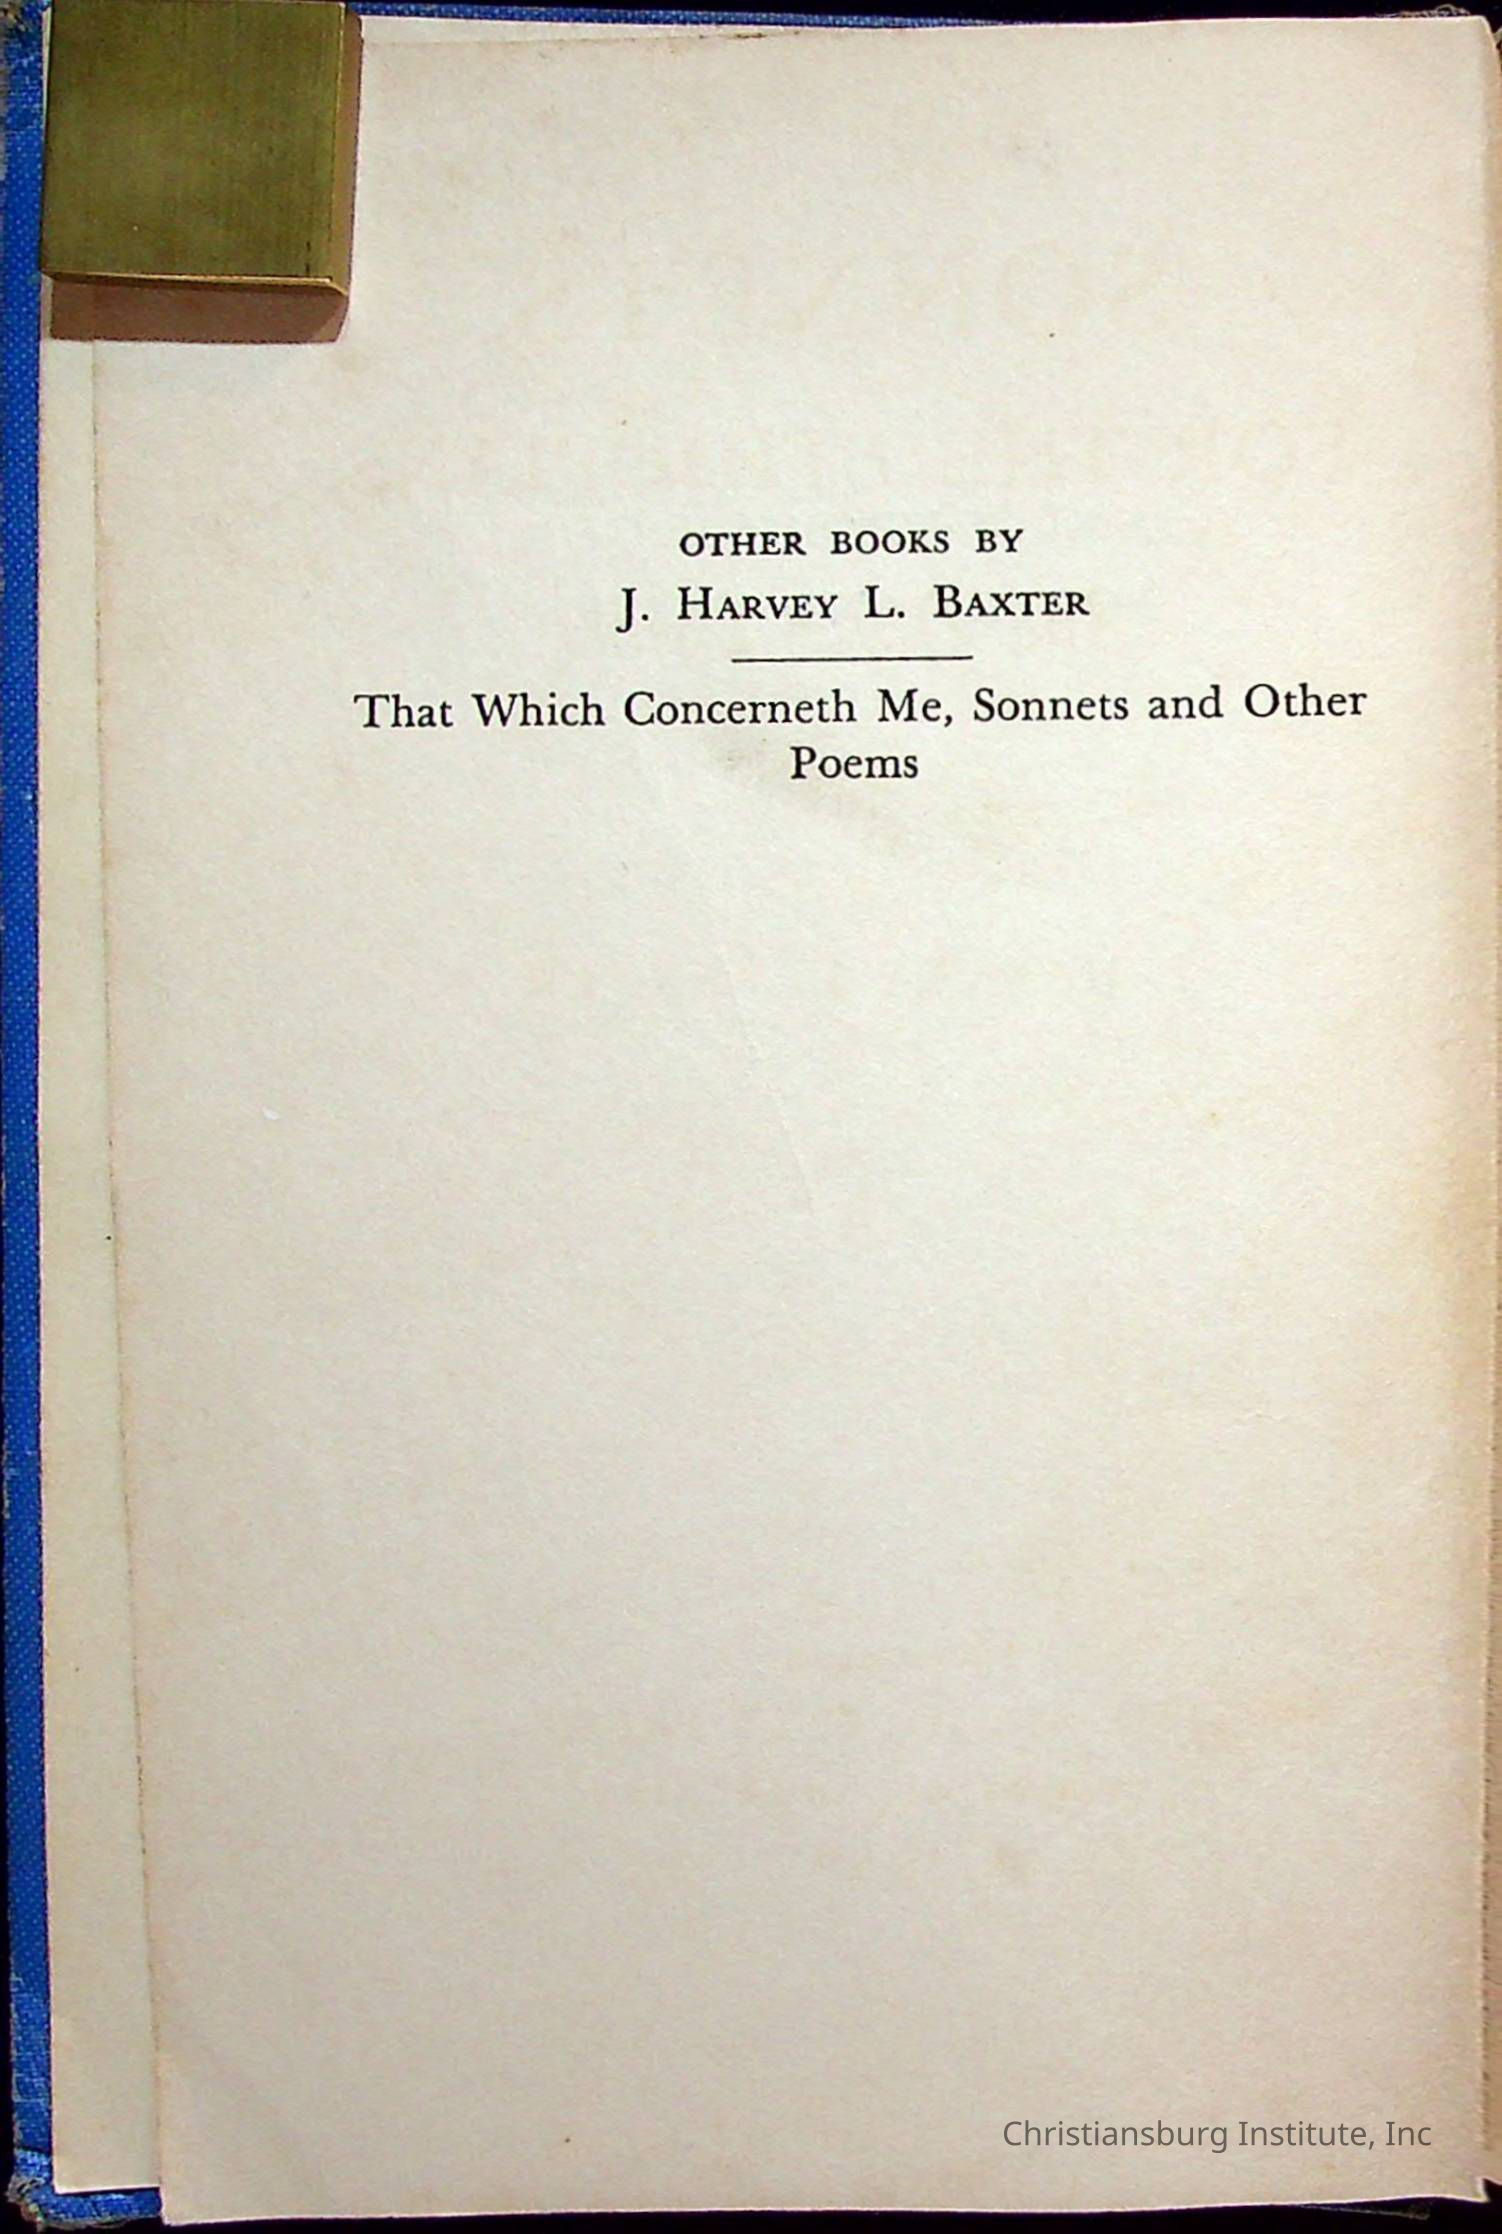 OTHER BOOKS BY
J. HARVEY L. BAXTER
That Which Concerneth Me, Sonnets and Other
Poems
Christiansburg Institute, Inc